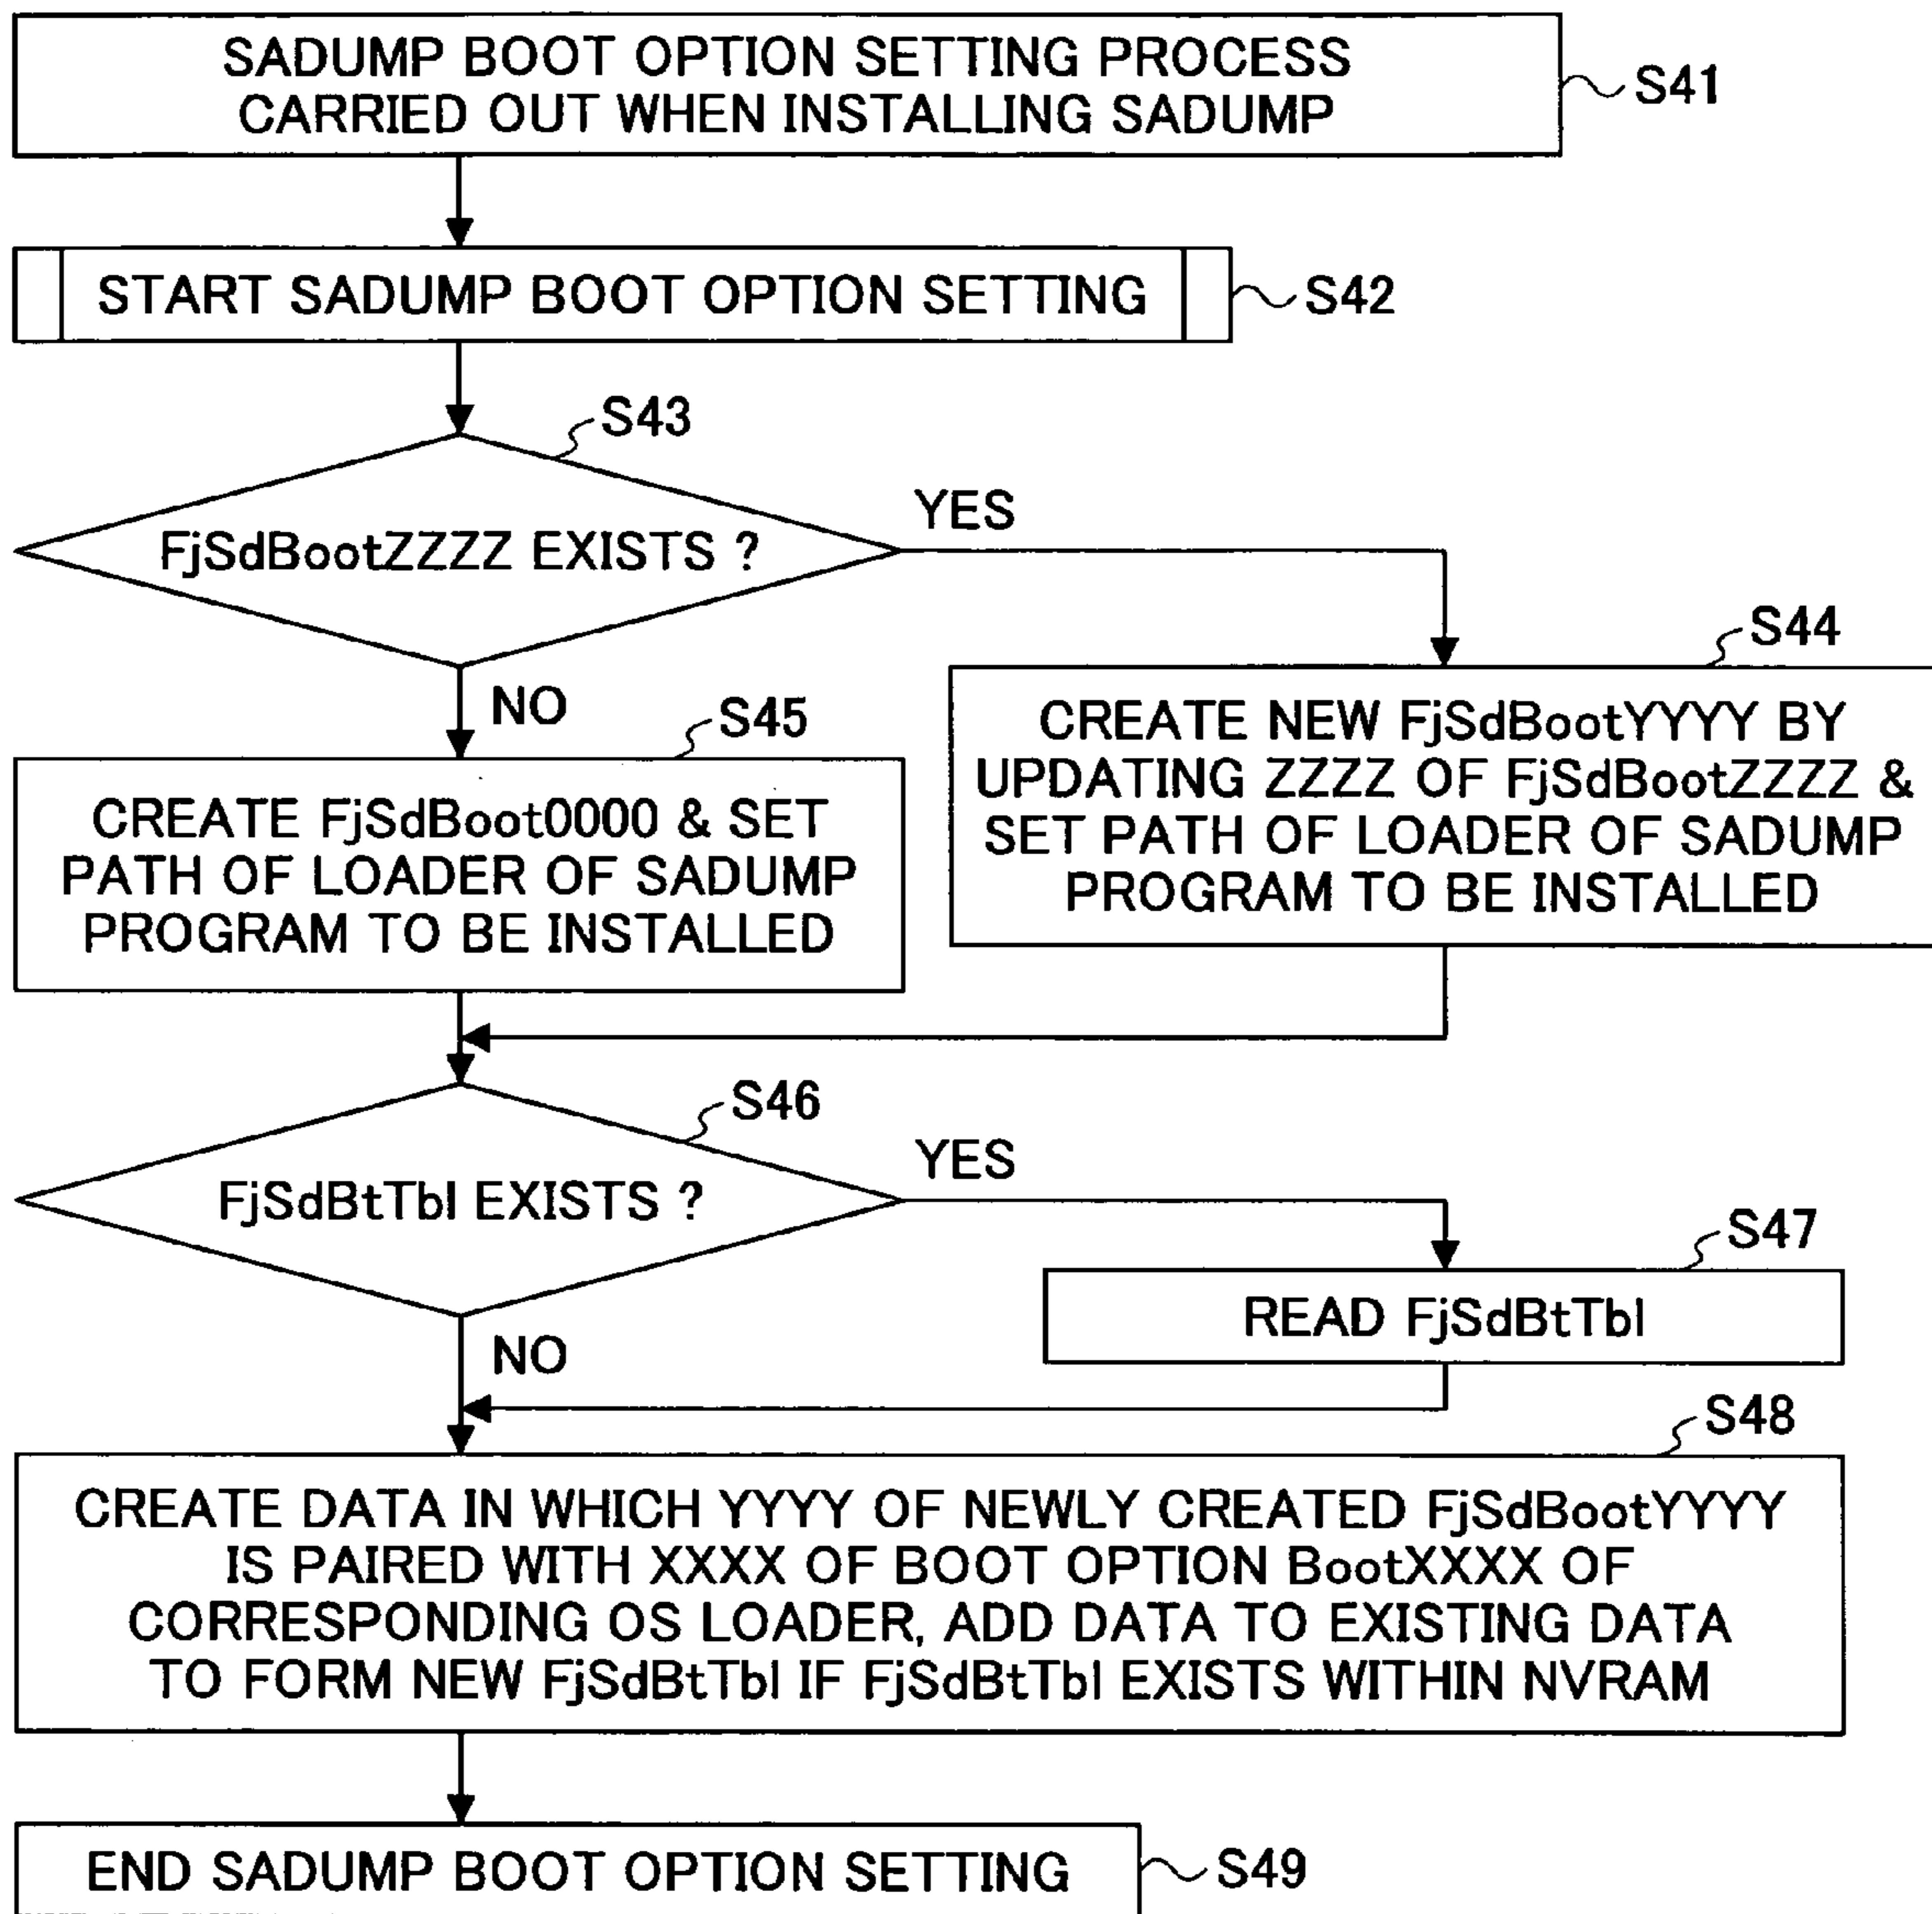 SADUMP BOOT OPTION SETTING PROCESS
CARRIED OUT WHEN INSTALLING SADUMP
S41
START SADUMP BOOT OPTION SETTING
S42
S43
FjSdBootZZZZ EXISTS ?
YES
NO
S44
CREATE NEW FjSdBootYYYY BY
UPDATING ZZZZ OF FjSdBootZZZZ &
SET PATH OF LOADER OF SADUMP
PROGRAM TO BE INSTALLED
S45
CREATE FjSdBoot0000 & SET
PATH OF LOADER OF SADUMP
PROGRAM TO BE INSTALLED
S46
FjSdBtTbl EXISTS ?
YES
NO
S47
READ FjSdBtTbl
S48
CREATE DATA IN WHICH YYYY OF NEWLY CREATED FjSdBootYYYY
IS PAIRED WITH XXXX OF BOOT OPTION BootXXXX OF
CORRESPONDING OS LOADER, ADD DATA TO EXISTING DATA
TO FORM NEW FjSdBtTbl IF FjSdBtTbl EXISTS WITHIN NVRAM
END SADUMP BOOT OPTION SETTING
S49